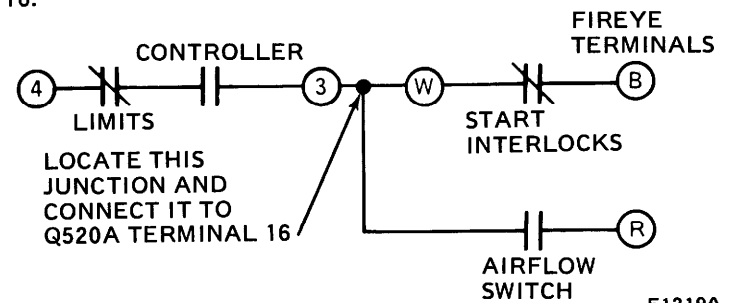 FIREYE
TERMINALS
CONTROLLER
4
3
W
B
LIMITS
START
INTERLOCKS
LOCATE THIS
JUNCTION AND
CONNECT IT TO
Q520A TERMINAL 16
R
AIRFLOW
SWITCH